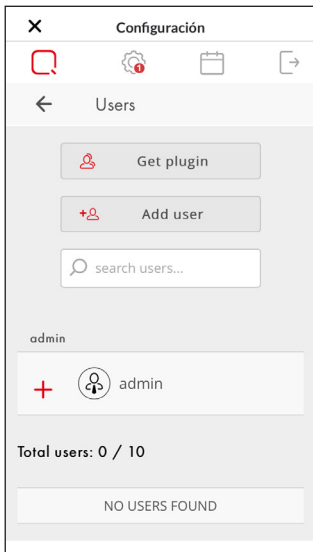 Configuración
1
Users
Get plugin
Add user
search users...
admin
admin
Total users: 0 / 10
NO USERS FOUND